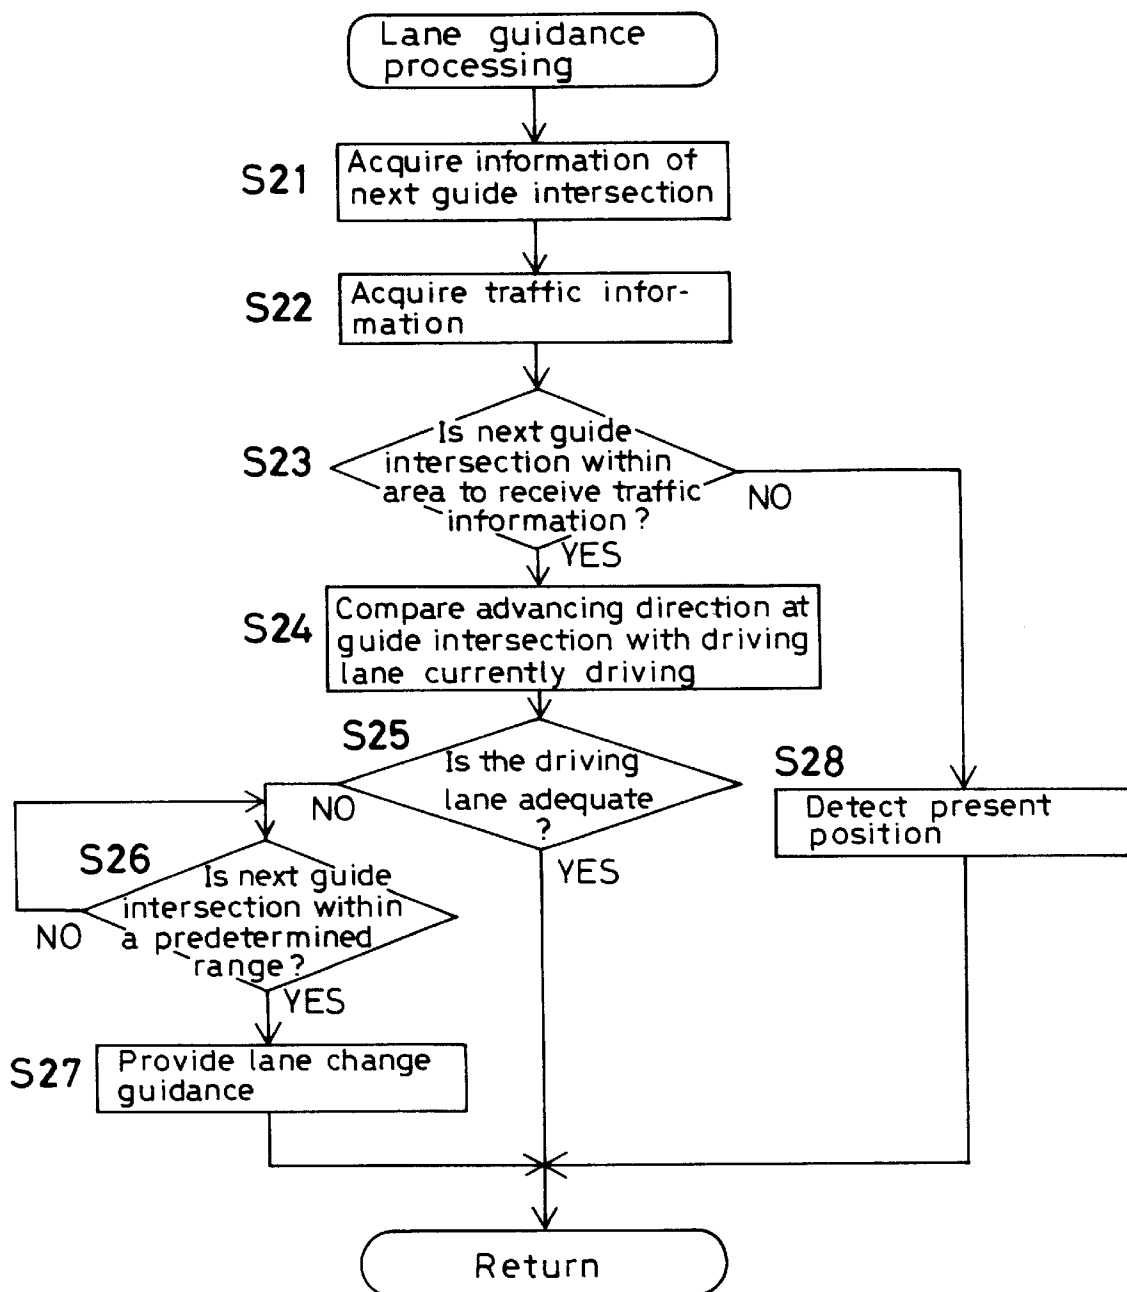 Lane guidance
processing
S21
Acquire information of
next guide intersection
S22
Acquire traffic infor-
mation
S23
Is next guide
intersection within
area to receive traffic
information?
NO
YES
S24
Compare advancing direction at
guide intersection with driving
lane currently driving
S25
Is the driving
lane adequate
?
NO
YES
S28
Detect present
position
S26
Is next guide
intersection within
a predetermined
range?
NO
YES
S27
Provide lane change
guidance
Return